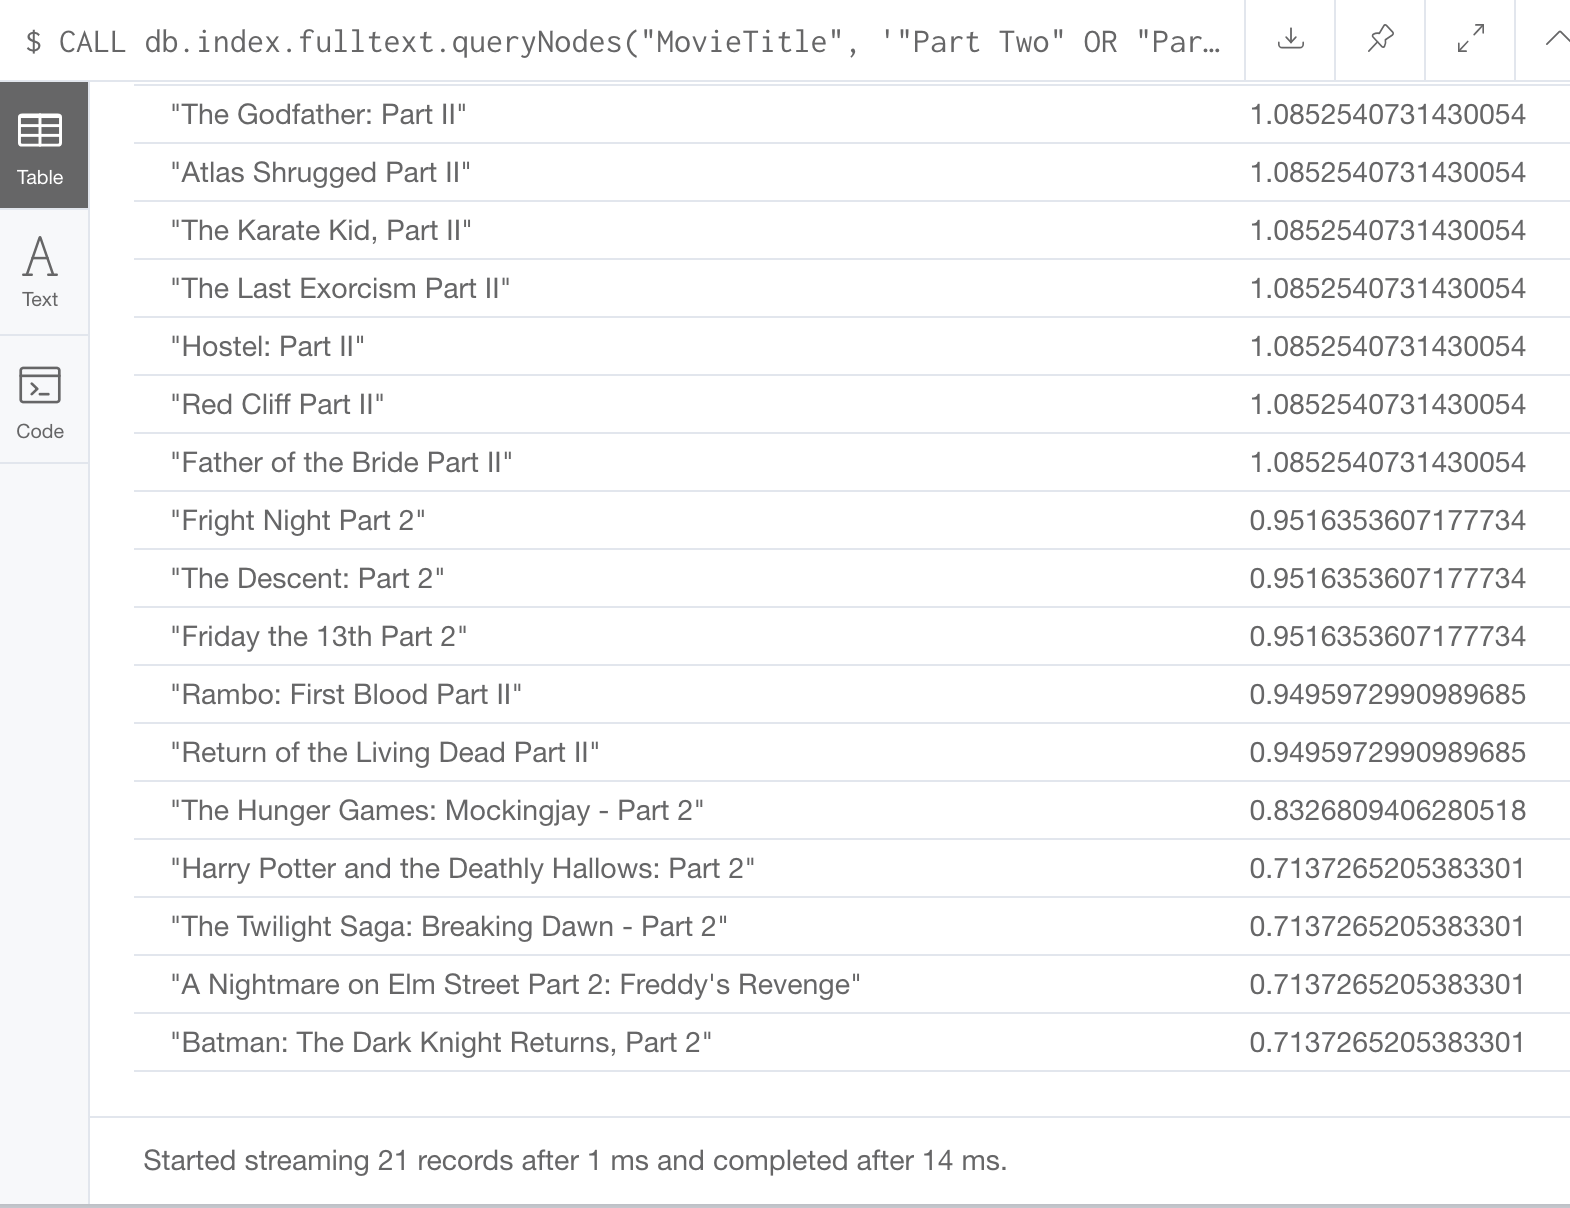 $ CALL db.index.fulltext.queryNodes("MovieTitle", '"Part Two" OR "Par…
Table
Text
Code
"The Godfather: Part II" 1.0852540731430054
"Atlas Shrugged Part II" 1.0852540731430054
"The Karate Kid, Part II" 1.0852540731430054
"The Last Exorcism Part II" 1.0852540731430054
"Hostel: Part II" 1.0852540731430054
"Red Cliff Part II" 1.0852540731430054
"Father of the Bride Part II" 1.0852540731430054
"Fright Night Part 2" 0.9516353607177734
"The Descent: Part 2" 0.9516353607177734
"Friday the 13th Part 2" 0.9516353607177734
"Rambo: First Blood Part II" 0.9495972990989685
"Return of the Living Dead Part II" 0.9495972990989685
"The Hunger Games: Mockingjay - Part 2" 0.8326809406280518
"Harry Potter and the Deathly Hallows: Part 2" 0.7137265205383301
"The Twilight Saga: Breaking Dawn - Part 2" 0.7137265205383301
"A Nightmare on Elm Street Part 2: Freddy's Revenge" 0.7137265205383301
"Batman: The Dark Knight Returns, Part 2" 0.7137265205383301
Started streaming 21 records after 1 ms and completed after 14 ms.